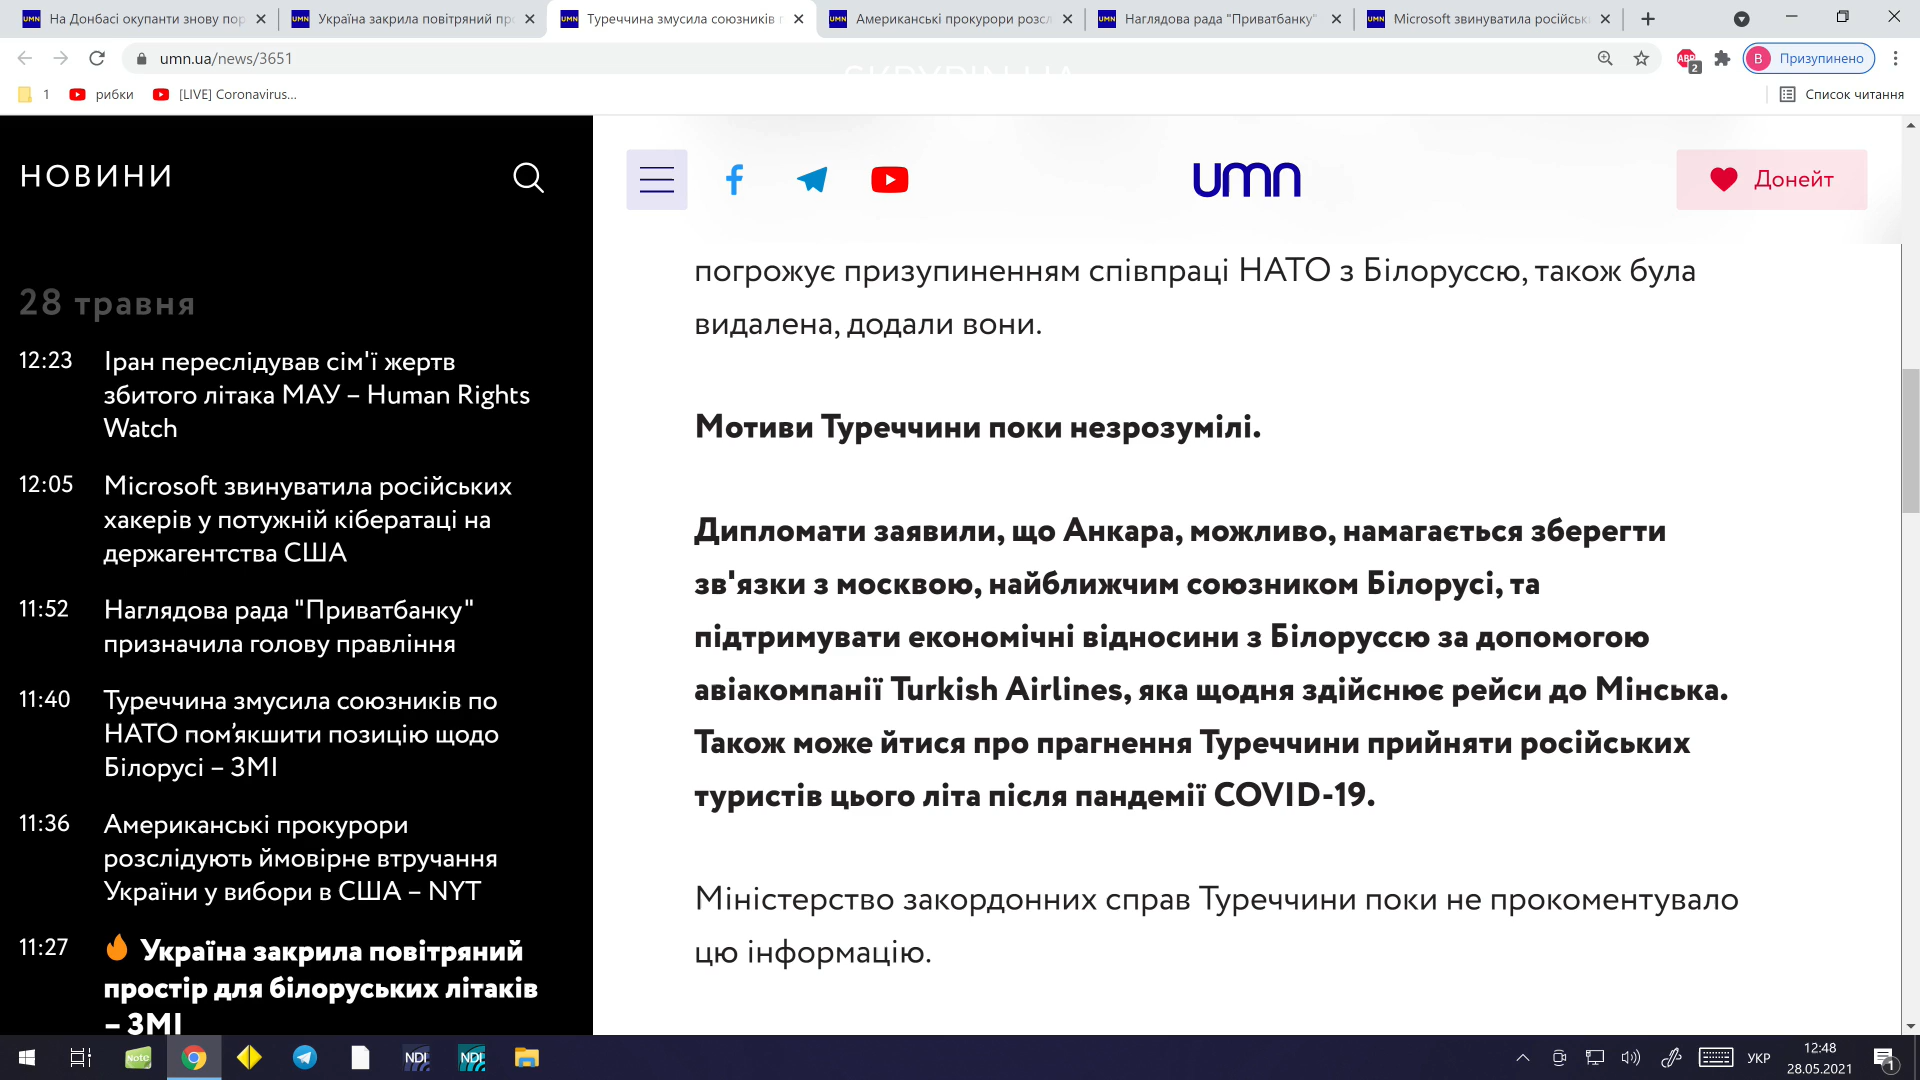 На Донбасі окупанти знову пор
Україна закрила повітряний пр
Туреччина змусила союзників
Американські прокурори розсл
Наглядова рада "Приватбанку"
Microsoft звинуватила російськ
umn.ua/news/3651
ABP
2
В
Призупинено
1
рибки
[LIVE] Coronavirus...
Список читання
НОВИНИ
umn
Донейт
28 травня
12:23
Іран переслідував сім'ї жертв
збитого літака МАУ – Human Rights
Watch
12:05
Microsoft звинуватила російських
хакерів у потужній кібератаці на
держагентства США
11:52
Наглядова рада "Приватбанку"
призначила голову правління
11:40
Туреччина змусила союзників по
НАТО пом’якшити позицію щодо
Білорусі – ЗМІ
11:36
Американські прокурори
розслідують ймовірне втручання
України у вибори в США – NYT
11:27
Україна закрила повітряний
простір для білоруських літаків
– ЗМІ
погрожує призупиненням співпраці НАТО з Білоруссю, також була
видалена, додали вони.
Мотиви Туреччини поки незрозумілі.
Дипломати заявили, що Анкара, можливо, намагається зберегти
зв'язки з москвою, найближчим союзником Білорусі, та
підтримувати економічні відносини з Білоруссю за допомогою
авіакомпанії Turkish Airlines, яка щодня здійснює рейси до Мінська.
Також може йтися про прагнення Туреччини прийняти російських
туристів цього літа після пандемії COVID-19.
Міністерство закордонних справ Туреччини поки не прокоментувало
цю інформацію.
Note
NDI
NDI
УКР
12:48
28.05.2021
1